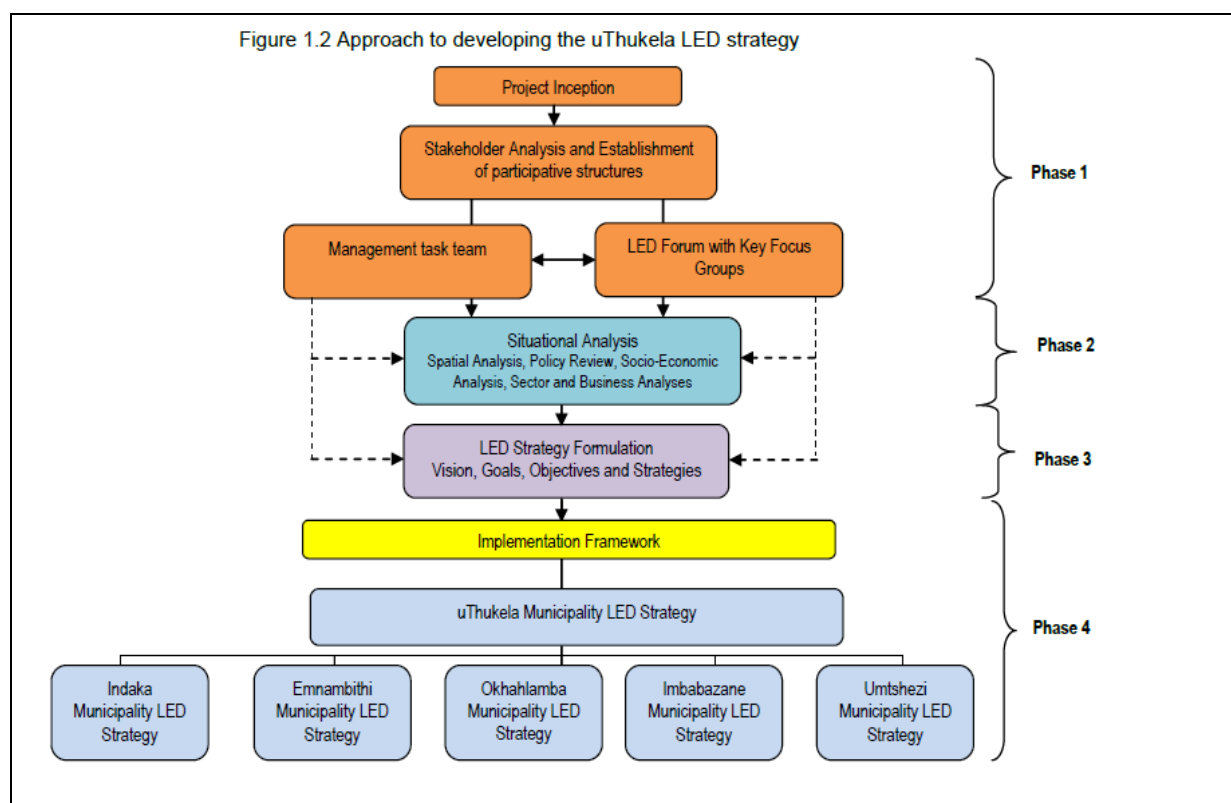 Figure 1.2 Approach to developing the uThukela LED strategy
Project Inception
Stakeholder Analysis and Establishment
of participative structures
Phase 1
Management task team
LED Forum with Key Focus
Groups
Situational Analysis
Spatial Analysis, Policy Review, Socio-Economic
Analysis, Sector and Business Analyses
Phase 2
LED Strategy Formulation
Vision, Goals, Objectives and Strategies
Phase 3
Implementation Framework
uThukela Municipality LED Strategy
Phase 4
Indaka
Municipality LED
Strategy
Emnambithi
Municipality LED
Strategy
Okhahlamba
Municipality LED
Strategy
Imbabazane
Municipality LED
Strategy
Umtshezi
Municipality LED
Strategy